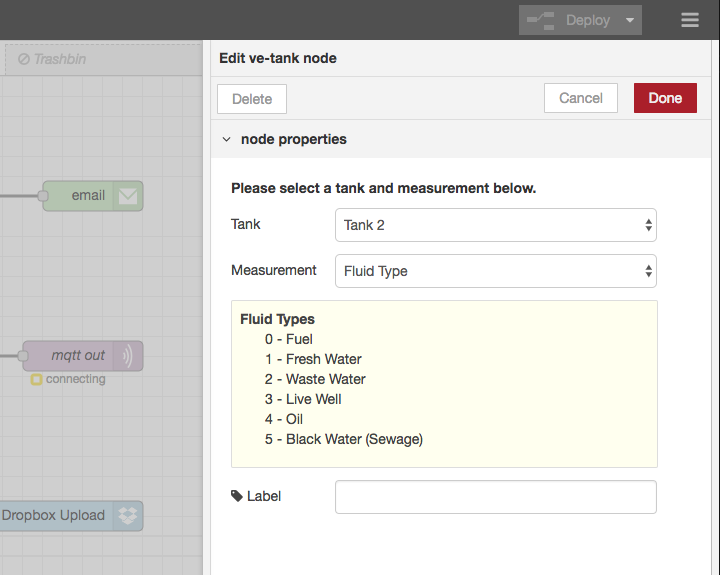 Deploy
Trashbin
Edit ve-tank node
Delete
Cancel
Done
node properties
email
Please select a tank and measurement below.
Tank
Tank 2
Measurement
Fluid Type
Fluid Types
0 - Fuel
1 - Fresh Water
2 - Waste Water
3 - Live Well
4 - Oil
5 - Black Water (Sewage)
mqtt out
connecting
Label
Dropbox Upload